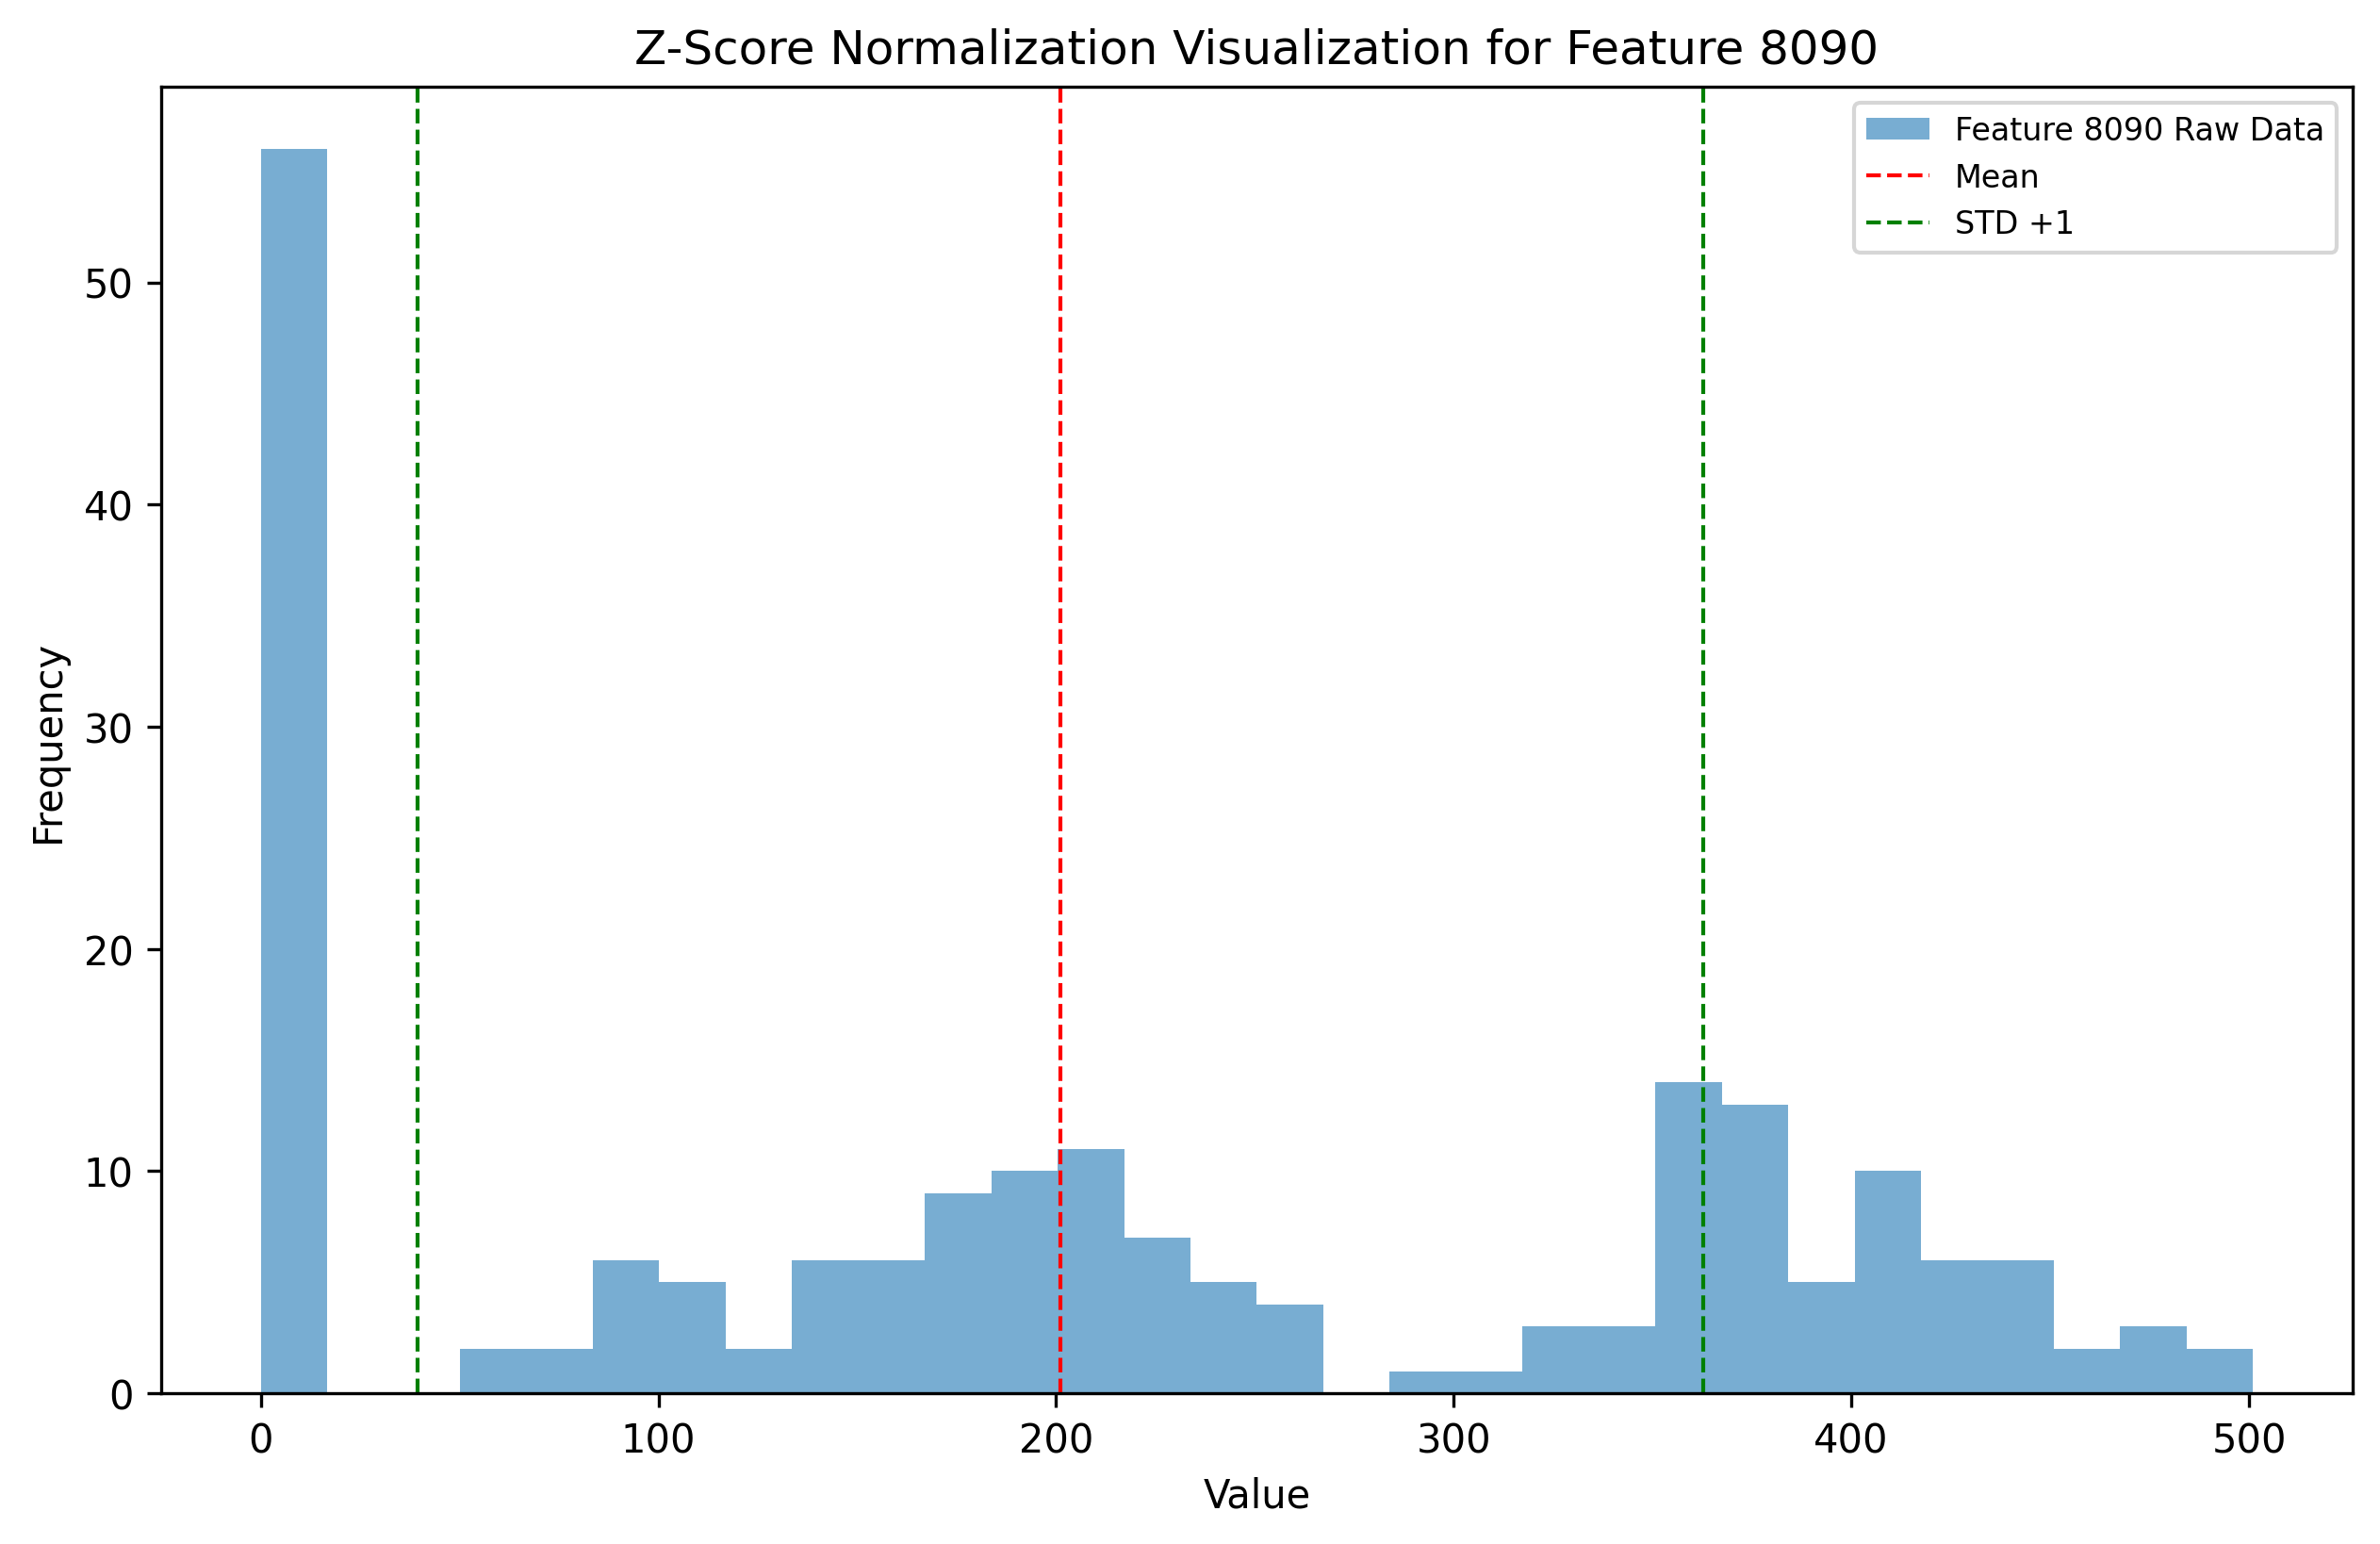 Z-Score Normalization Visualization for Feature 8090
Feature 8090 Raw Data
Mean
STD +1
Frequency
50
40
30
20
10
0
0 100 200 300 400 500
Value